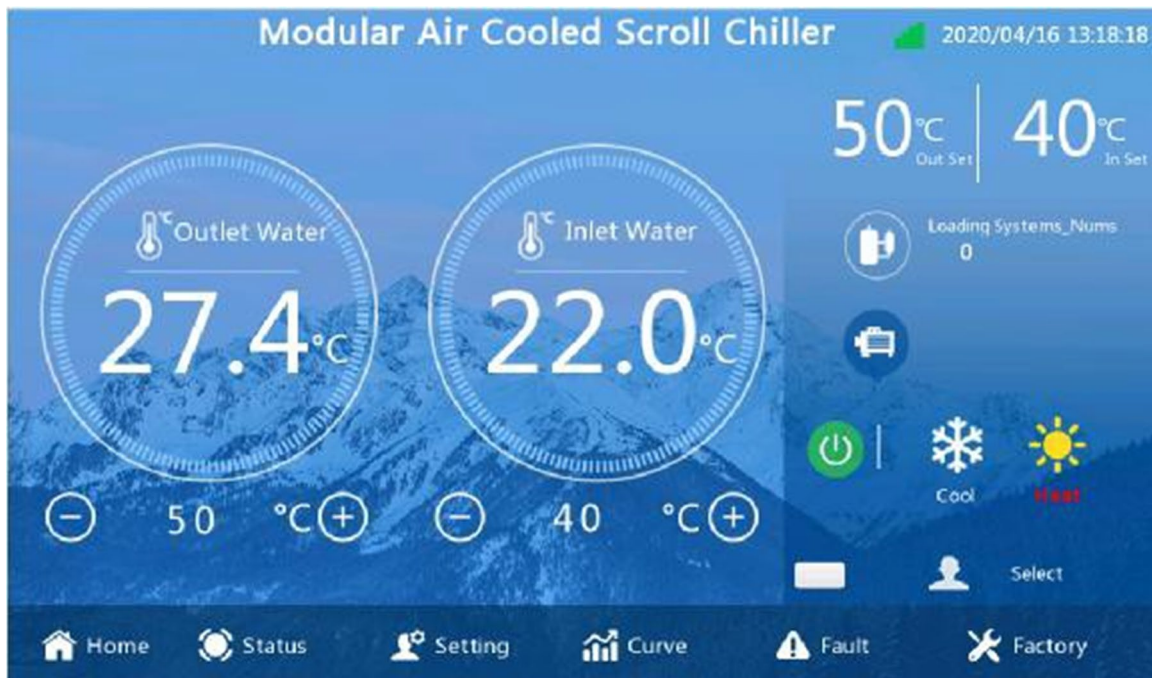 Modular Air Cooled Scroll Chiller
2020/04/16 13:18:18
50°C Out Set
40°C In Set
°C Outlet Water
27.4°C
°C Inlet Water
22.0°C
Loading Systems_Nums
0
Cool
Heat
− 50 °C +
− 40 °C +
Select
Home
Status
Setting
Curve
Fault
Factory